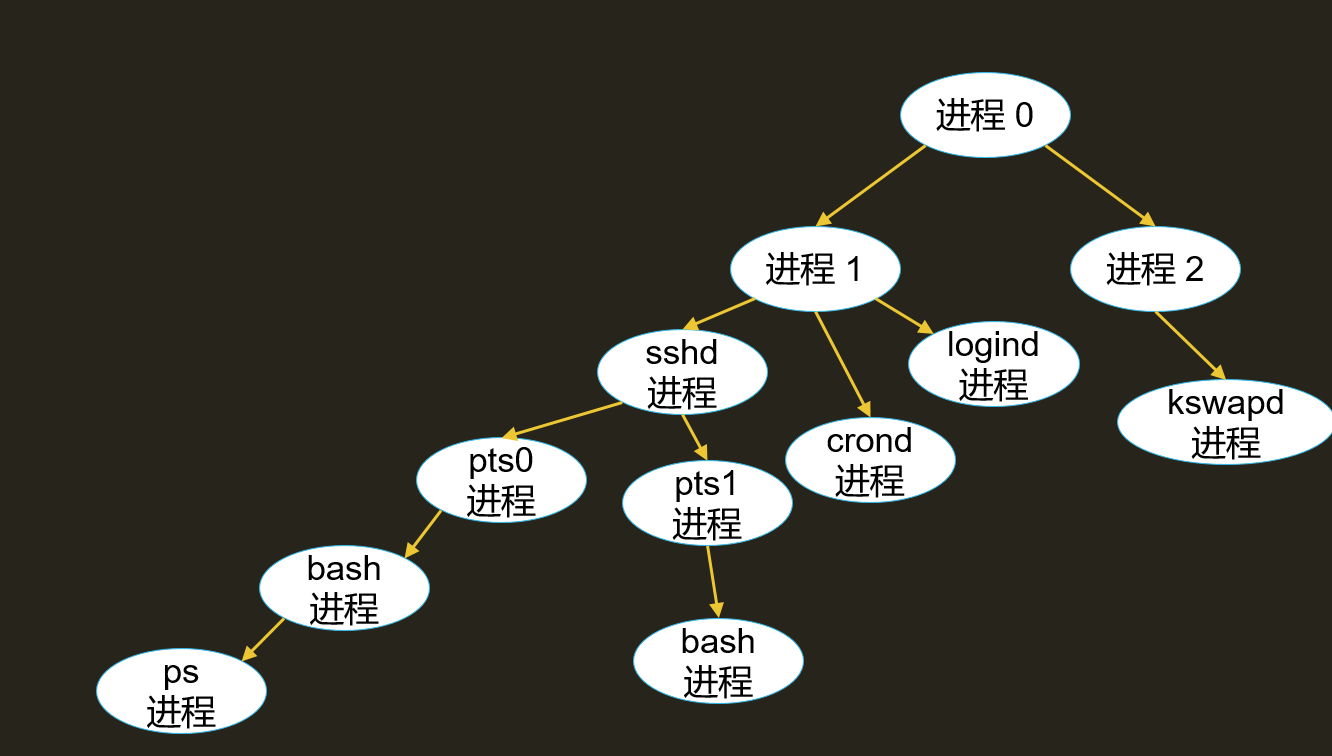 进程 0
进程 1
进程 2
sshd
进程
logind
进程
crond
进程
kswapd
进程
pts0
进程
pts1
进程
bash
进程
bash
进程
ps
进程